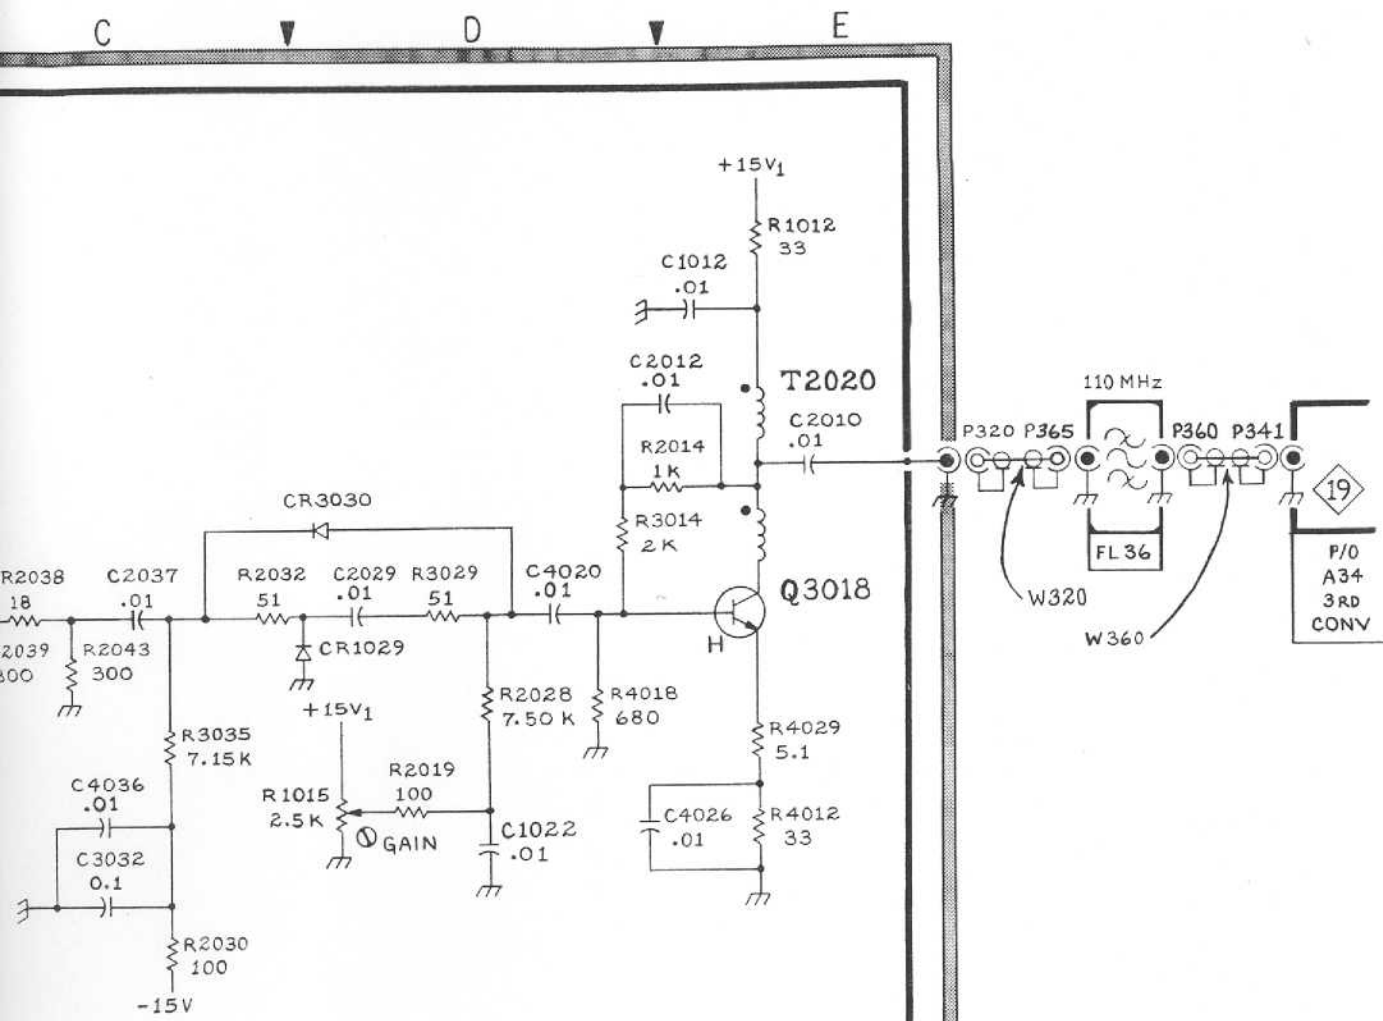 C D E
+15V1
R1012
33
C1012
.01
C2012
.01
T2020
C2010
.01
R2014
1K
R3014
2K
CR3030
R2038
18
C2037
.01
R2032
51
C2029
.01
R3029
51
C4020
.01
Q3018
H
2039
R2043
300
CR1029
+15V1
R2028
7.50 K
R4018
680
R3035
7.15K
R4029
5.1
R2019
100
R1015
2.5K
GAIN
C4036
.01
C1022
.01
C4026
.01
R4012
33
C3032
0.1
R2030
100
-15V
110 MHz
P320 P365
P360 P341
FL36
19
W320
W360
P/O
A34
3RD
CONV